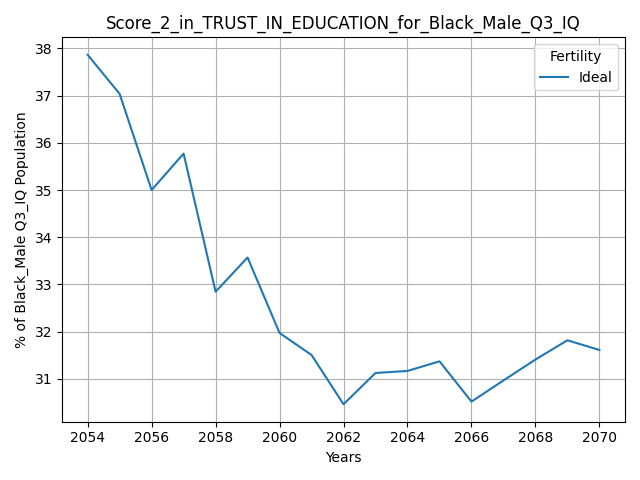 Score_2_in_TRUST_IN_EDUCATION_for_Black_Male_Q3_IQ
Fertility
Ideal
% of Black_Male Q3_IQ Population
38
37
36
35
34
33
32
31
2054 2056 2058 2060 2062 2064 2066 2068 2070
Years